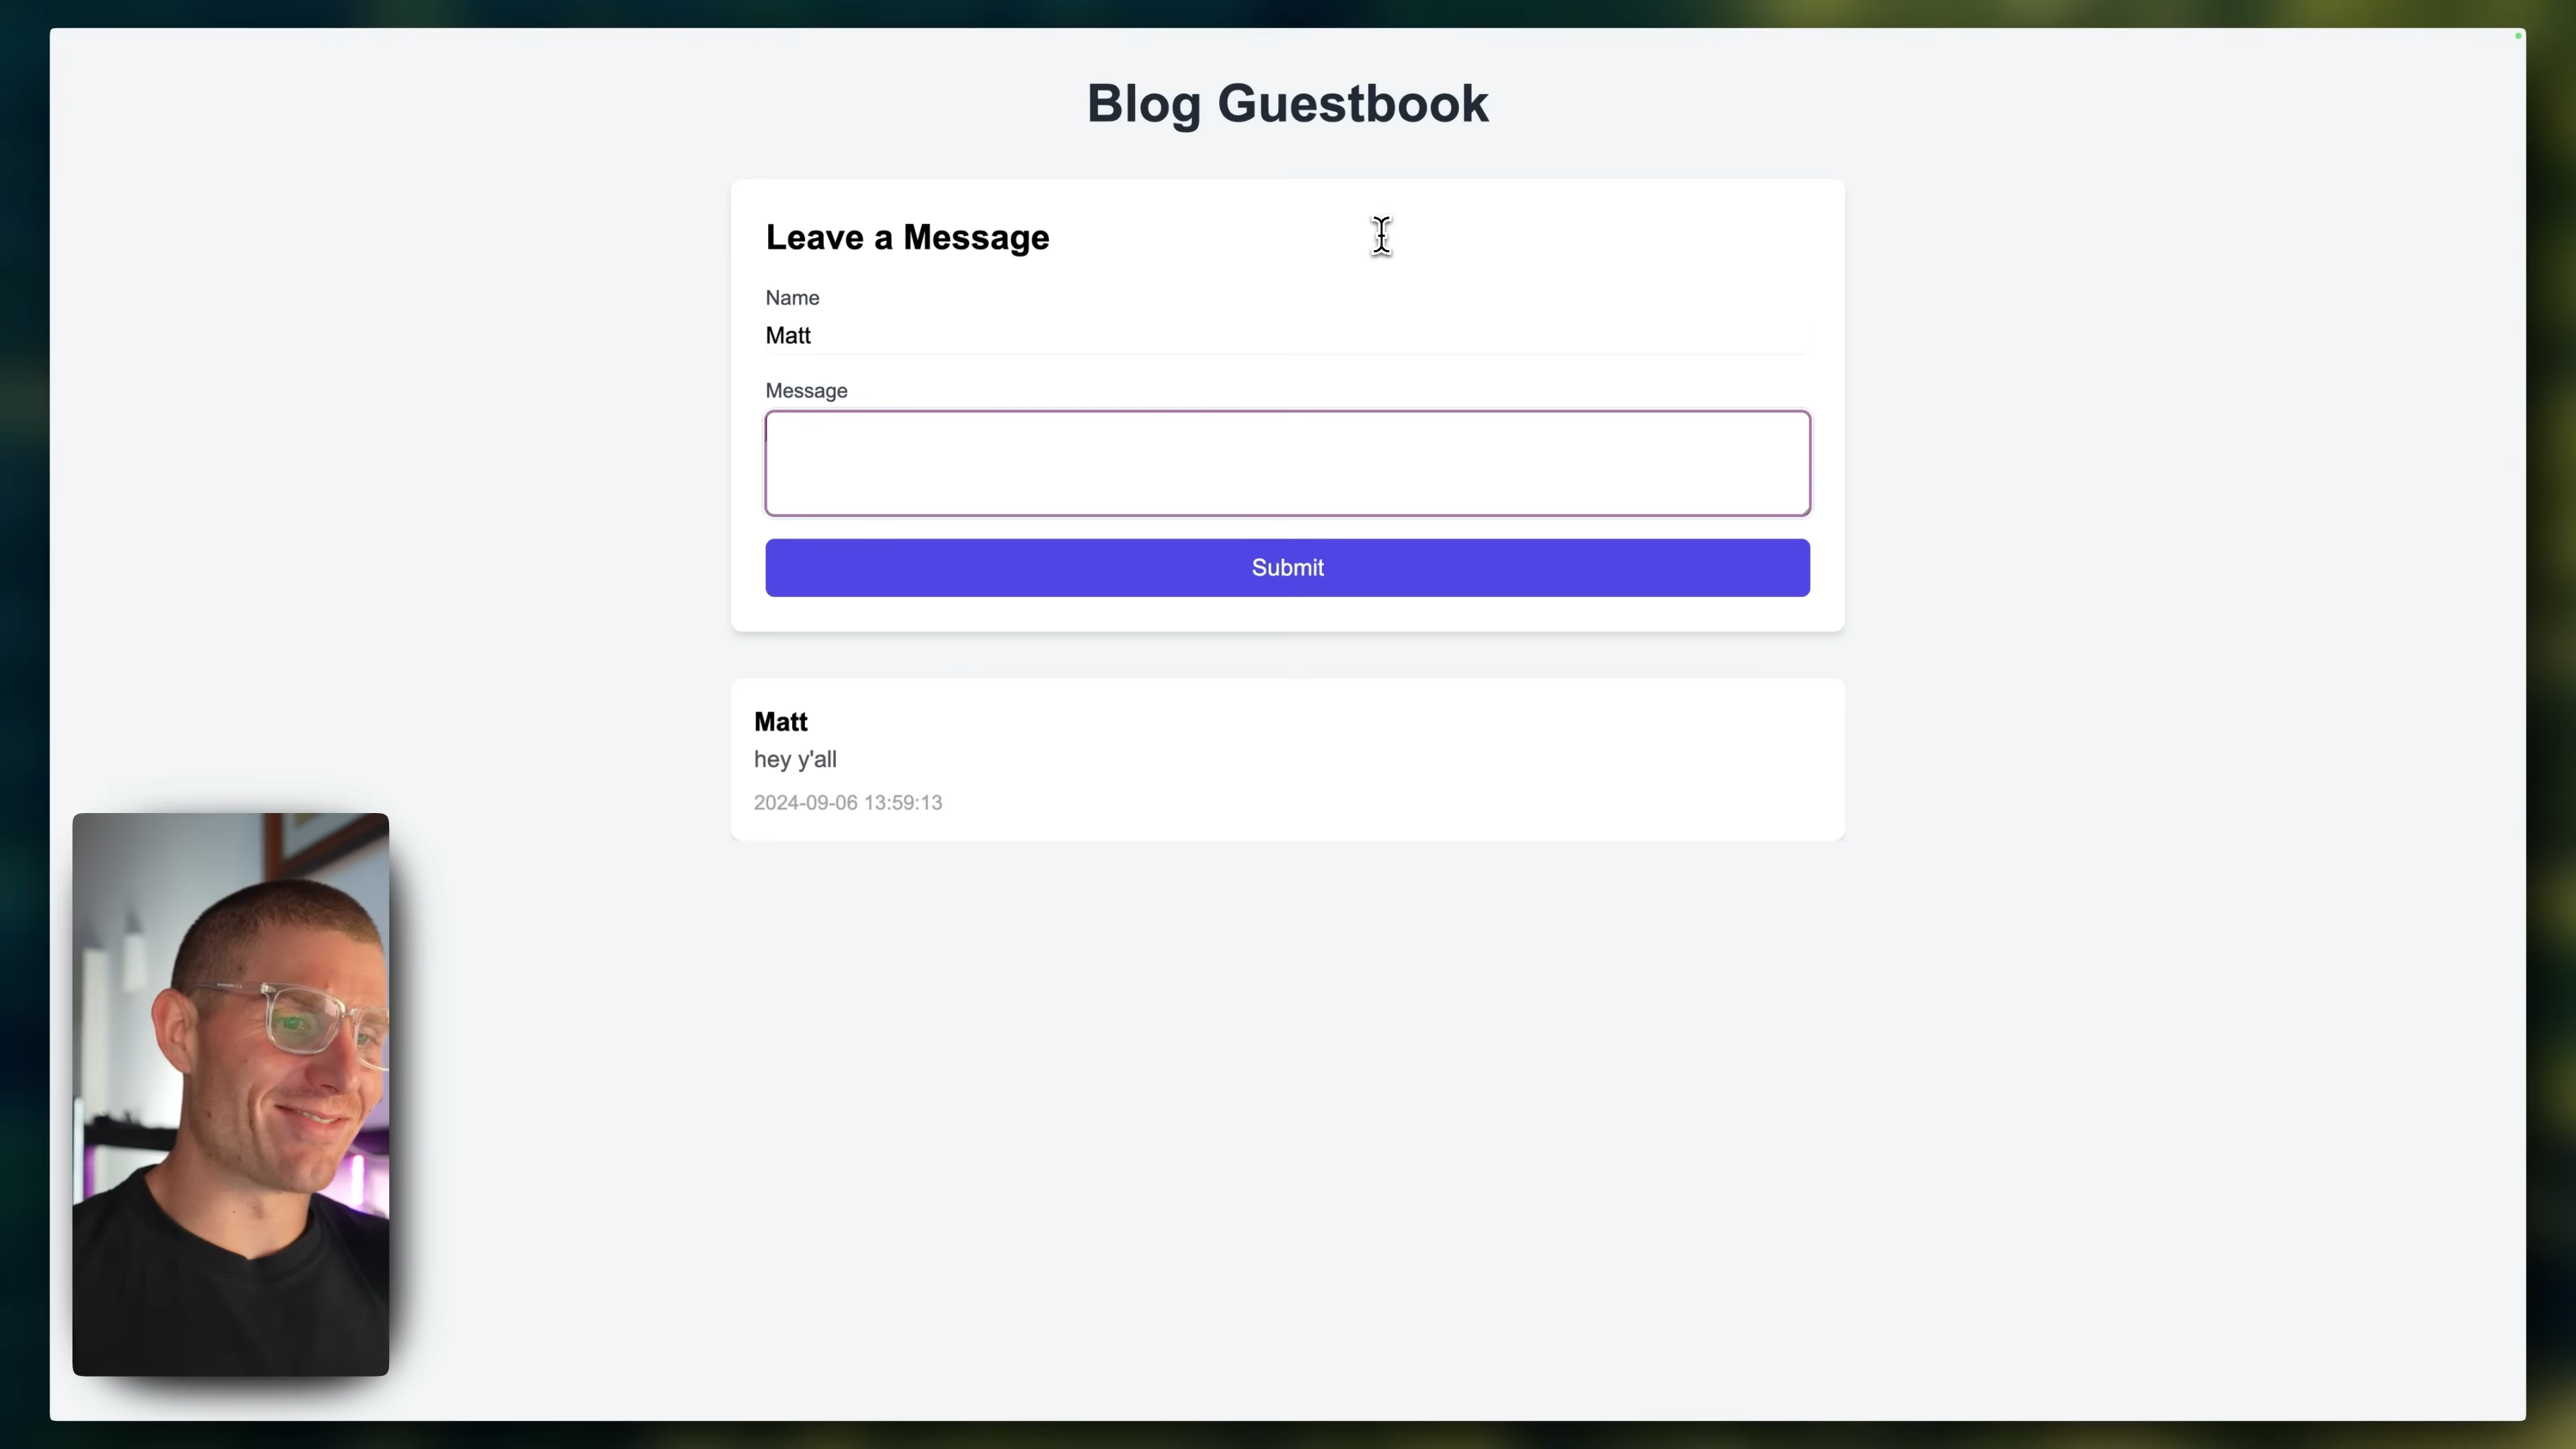 Blog Guestbook
Leave a Message
Name
Matt
Message
Submit
Matt
hey y'all
2024-09-06 13:59:13